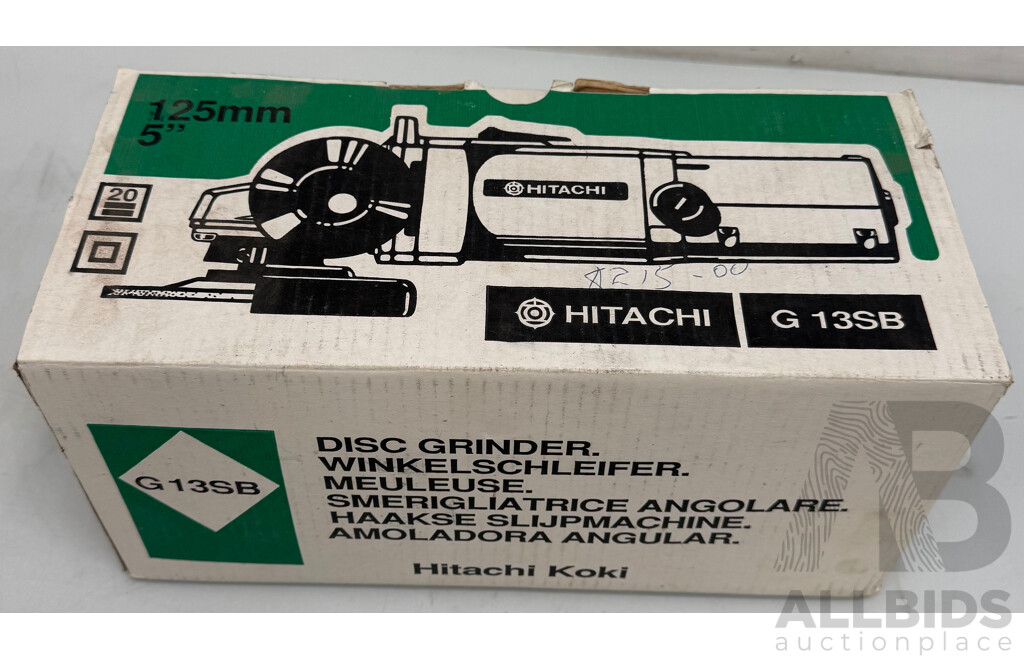 125mm
5”
20
HITACHI
$215-00
HITACHI G 13SB
G13SB
DISC GRINDER.
WINKELSCHLEIFER.
MEULEUSE.
SMERIGLIATRICE ANGOLARE.
HAAKSE SLIJPMACHINE.
AMOLADORA ANGULAR.
Hitachi Koki
AB
ALLBIDS
auctionplace